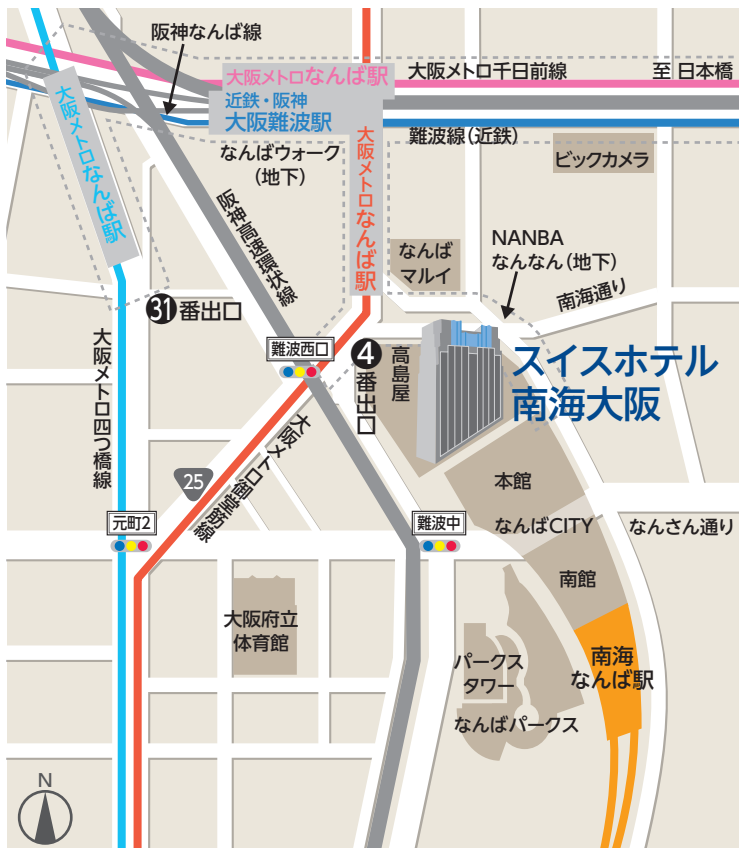 阪神なんば線
大阪メトロなんば駅
大阪メトロ千日前線
至 日本橋
近鉄・阪神
大阪難波駅
難波線(近鉄)
大阪メトロなんば駅
なんばウォーク
(地下)
大阪メトロなんば駅
ビックカメラ
阪神高速環状線
なんば
マルイ
NANBA
なんなん(地下)
南海通り
31番出口
難波西口
4番出口
高島屋
スイスホテル
南海大阪
大阪メトロ四つ橋線
大阪メトロ御堂筋線
25
本館
元町2
難波中
なんばCITY
なんさん通り
南館
大阪府立
体育館
南海
なんば駅
パークス
タワー
なんばパークス
N